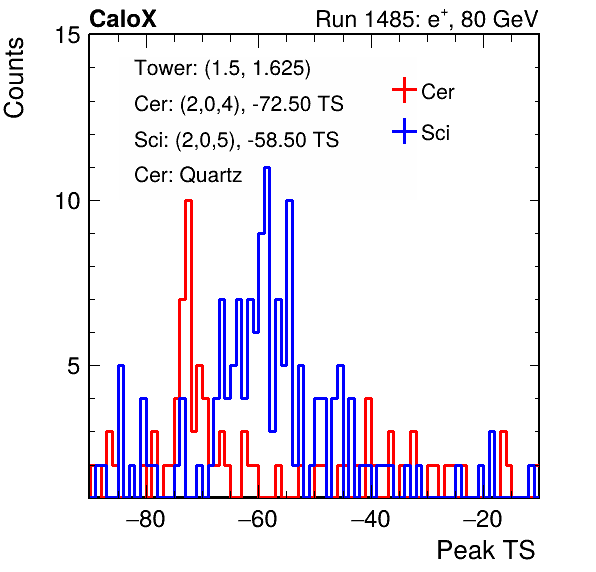 CaloX Run 1485: e⁺, 80 GeV
15
Tower: (1.5, 1.625)
Cer: (2,0,4), -72.50 TS
Sci: (2,0,5), -58.50 TS
Cer: Quartz
Cer
Sci
Counts
10
5
−80 −60 −40 −20
Peak TS